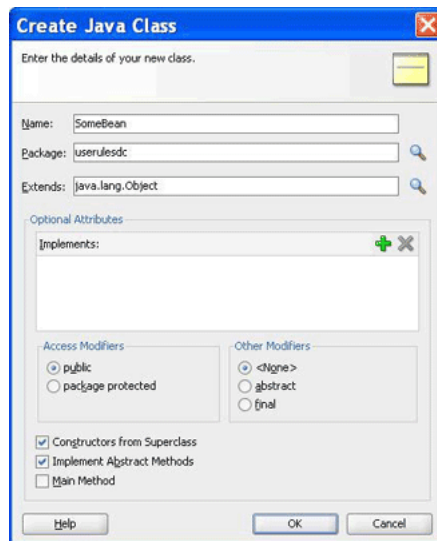 Create Java Class
Enter the details of your new class.
Name: SomeBean
Package: userulesdc
Extends: java.lang.Object
Optional Attributes
Implements:
Access Modifiers
public
package protected
Other Modifiers
<None>
abstract
final
Constructors from Superclass
Implement Abstract Methods
Main Method
Help OK Cancel